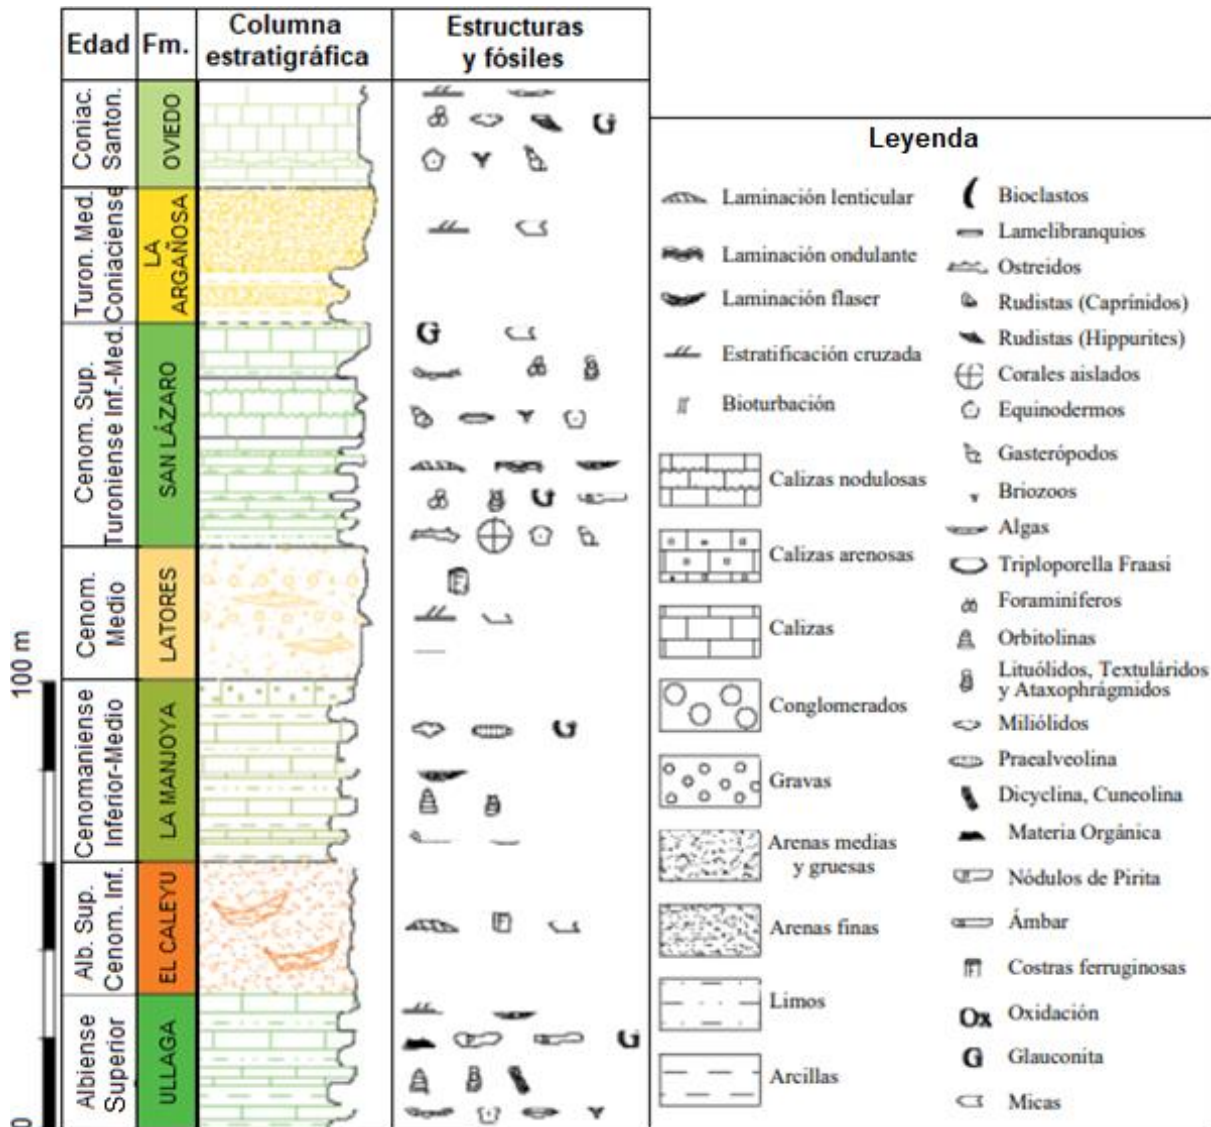 Edad
Fm.
Columna
estratigráfica
Estructuras
y fósiles
Coniac.
Santon.
OVIEDO
G
Turon. Med.
Coniaciense
LA
ARGAÑOSA
Cenom. Sup.
Turoniense Inf.-Med.
SAN LÁZARO
G
G
Cenom.
Medio
LATORES
F
Cenomaniense
Inferior-Medio
LA MANJOYA
G
Alb. Sup.
Cenom. Inf.
EL CALEYU
F
Albiense
Superior
ULLAGA
G
100 m
0
Leyenda
Laminación lenticular
Laminación ondulante
Laminación flaser
Estratificación cruzada
Bioturbación
Calizas nodulosas
Calizas arenosas
Calizas
Conglomerados
Gravas
Arenas medias
y gruesas
Arenas finas
Limos
Arcillas
Bioclastos
Lamelibranquios
Ostreidos
Rudistas (Caprínidos)
Rudistas (Hippurites)
Corales aislados
Equinodermos
Gasterópodos
Briozoos
Algas
Triploporella Fraasi
Foraminíferos
Orbitolinas
Lituólidos, Textuláridos
y Ataxophrágmidos
Miliólidos
Praealveolina
Dicyclina, Cuneolina
Materia Orgánica
Nódulos de Pirita
Ámbar
F Costras ferruginosas
Ox Oxidación
G Glauconita
Micas